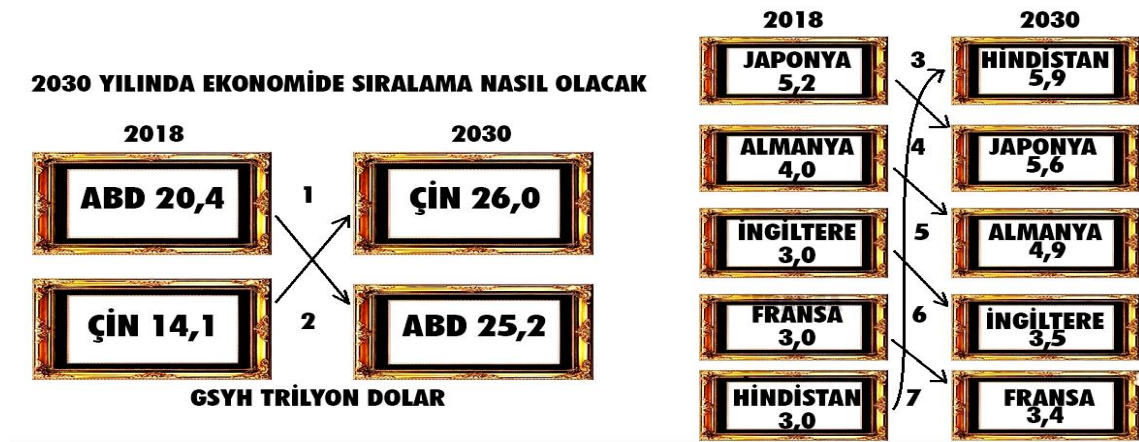 2030 YILINDA EKONOMİDE SIRALAMA NASIL OLACAK
2018 2030
ABD 20,4 1 ÇİN 26,0
ÇİN 14,1 2 ABD 25,2
GSYH TRİLYON DOLAR
2018 2030
JAPONYA 3 HİNDİSTAN
5,2 5,9
ALMANYA 4 JAPONYA
4,0 5,6
İNGİLTERE 5 ALMANYA
3,0 4,9
FRANSA 6 İNGİLTERE
3,0 3,5
HİNDİSTAN 7 FRANSA
3,0 3,4